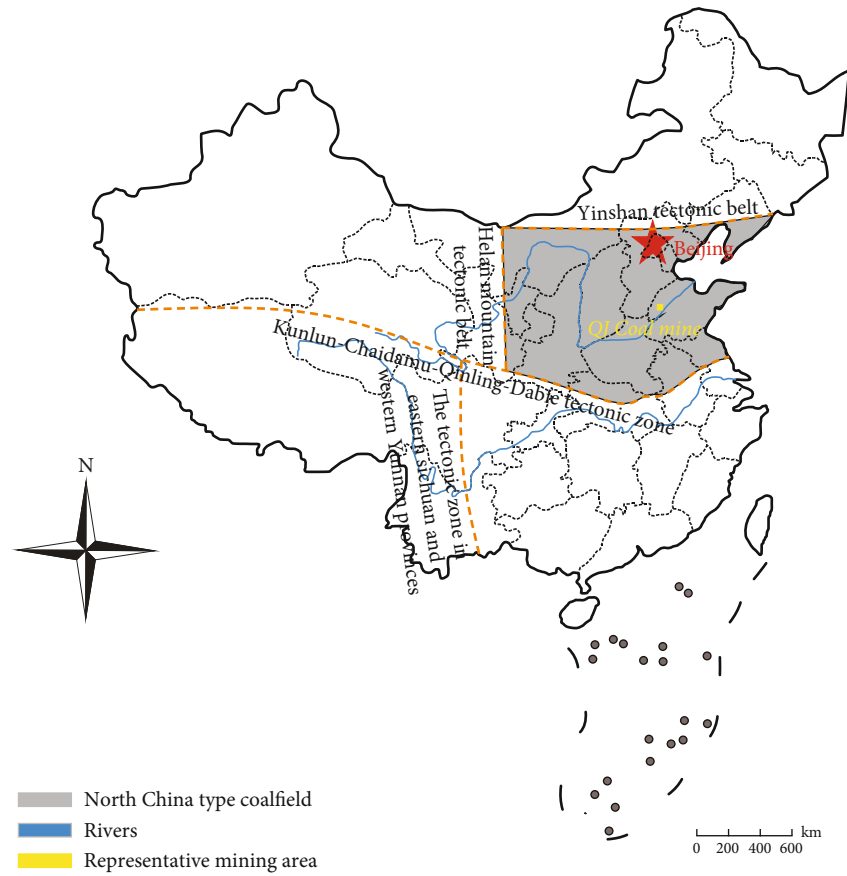 Yinshan tectonic belt
Beijing
Helan mountain
tectonic belt
QI Coal mine
Kunlun-Chaidamu-Qinling-Dabie tectonic zone
The tectonic zone in
eastern sichuan and
western Yunnan provinces
N
North China type coalfield
Rivers
Representative mining area
0 200 400 600 km